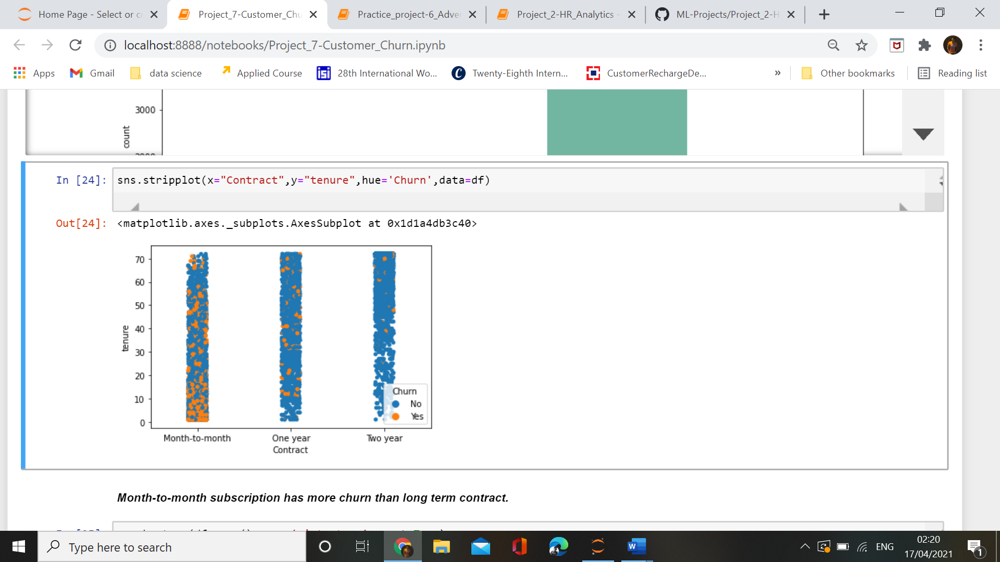 Home Page - Select or c
Project_7-Customer_Chu
Practice_project-6_Adve
Project_2-HR_Analytics -
ML-Projects/Project_2-H
localhost:8888/notebooks/Project_7-Customer_Churn.ipynb
Apps
Gmail
data science
Applied Course
28th International Wo...
Twenty-Eighth Intern...
CustomerRechargeDe...
»
Other bookmarks
Reading list
3000
count
In [24]:
sns.stripplot(x="Contract",y="tenure",hue='Churn',data=df)
Out[24]:
<matplotlib.axes._subplots.AxesSubplot at 0x1d1a4db3c40>
70
60
50
40
30
20
10
0
tenure
Churn
No
Yes
Month-to-month
One year
Two year
Contract
Month-to-month subscription has more churn than long term contract.
Type here to search
ENG
02:20
17/04/2021
1